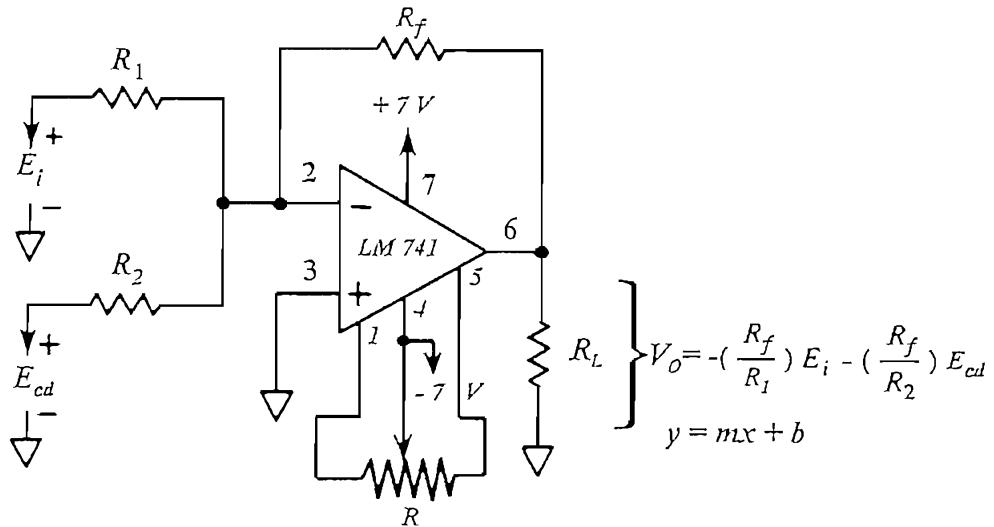 R_f
R_1
+7 V
+
E_i
−
2
7
−
LM 741
6
R_2
3
5
+
4
1
+
E_cd
−
−7 V
R
R_L
V_O = -(R_f/R_1) E_i - (R_f/R_2) E_cd
y = mx + b